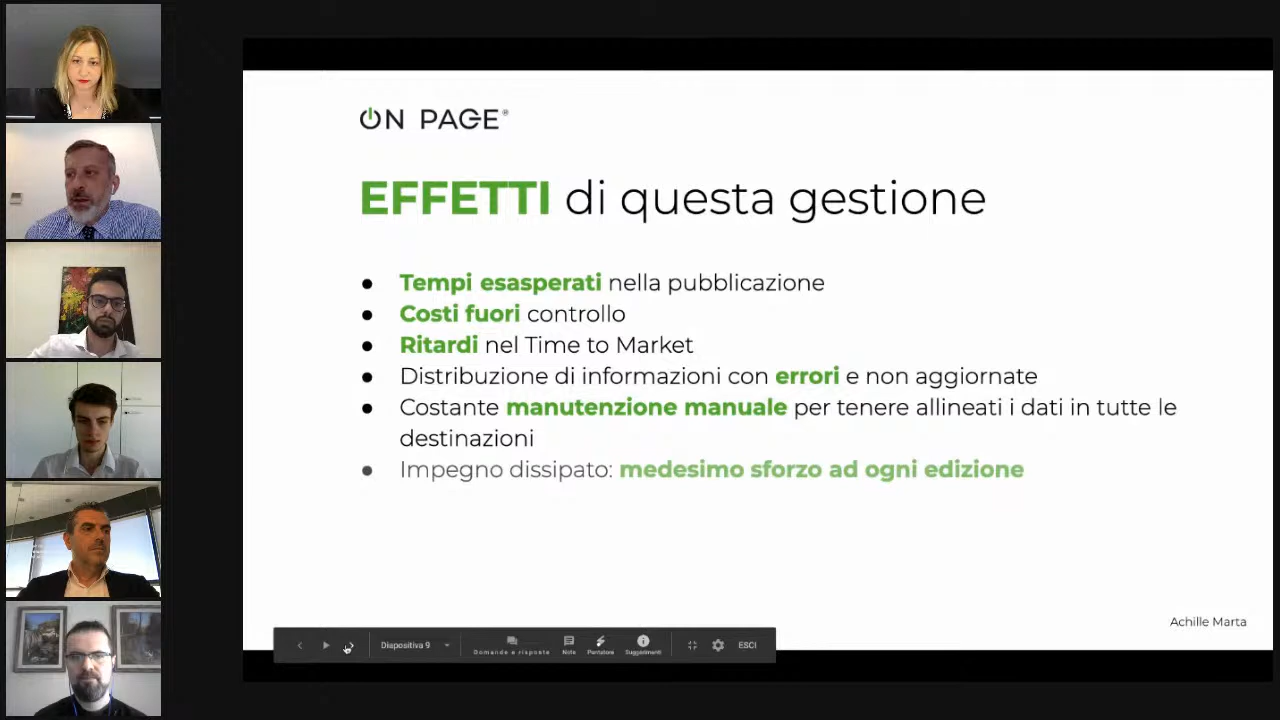 ON PAGE®
EFFETTI di questa gestione
● Tempi esasperati nella pubblicazione
● Costi fuori controllo
● Ritardi nel Time to Market
● Distribuzione di informazioni con errori e non aggiornate
● Costante manutenzione manuale per tenere allineati i dati in tutte le
destinazioni
● Impegno dissipato: medesimo sforzo ad ogni edizione
Achille Marta
Diapositiva 9 Domande e risposte Note Puntatore Suggerimenti ESCI